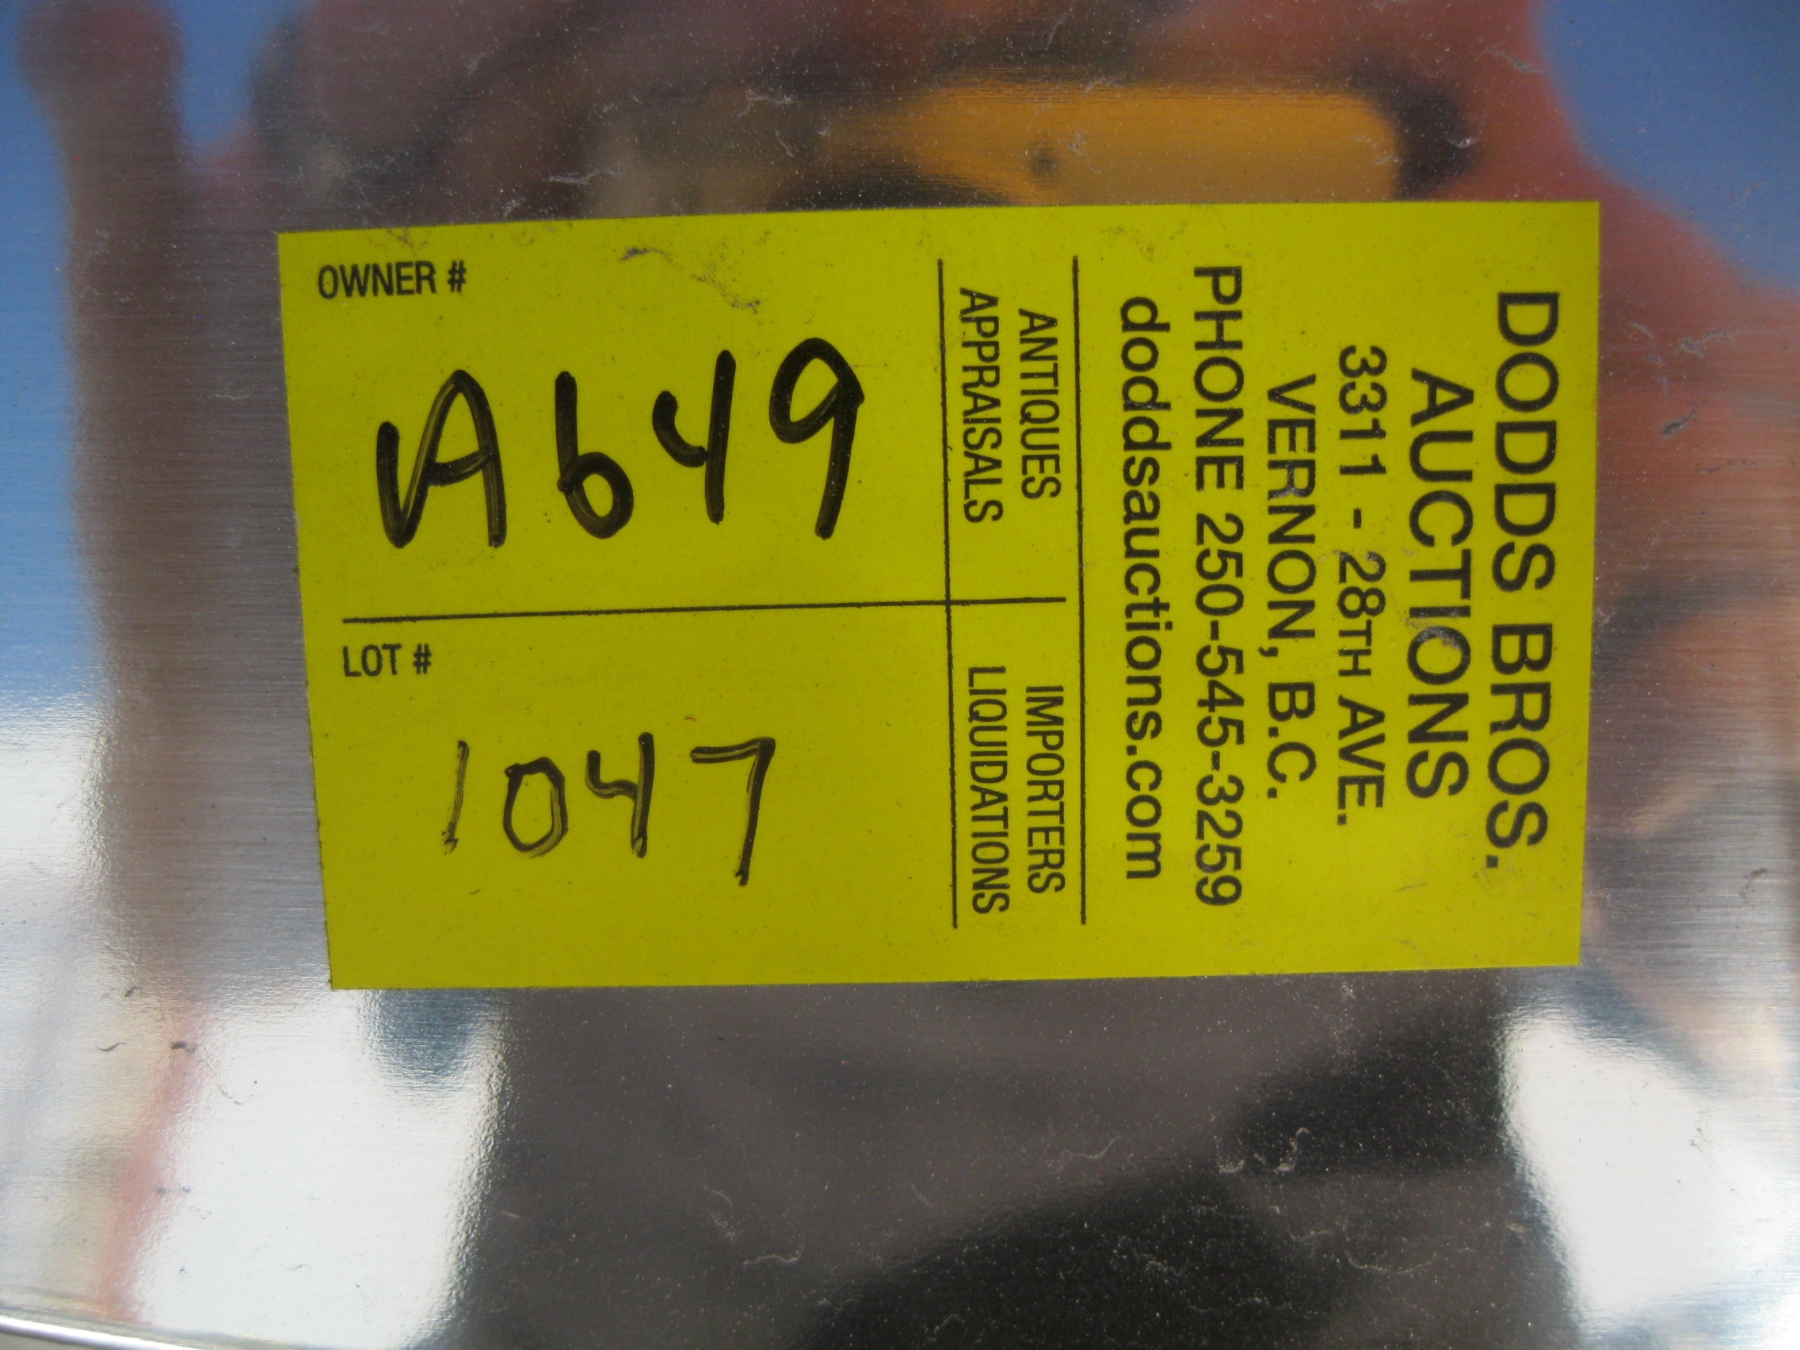 DODDS BROS.
AUCTIONS
3311 - 28TH AVE.
VERNON, B.C.
PHONE 250-545-3259
doddsauctions.com
ANTIQUES
APPRAISALS
IMPORTERS
LIQUIDATIONS
OWNER #
A649
LOT #
1047